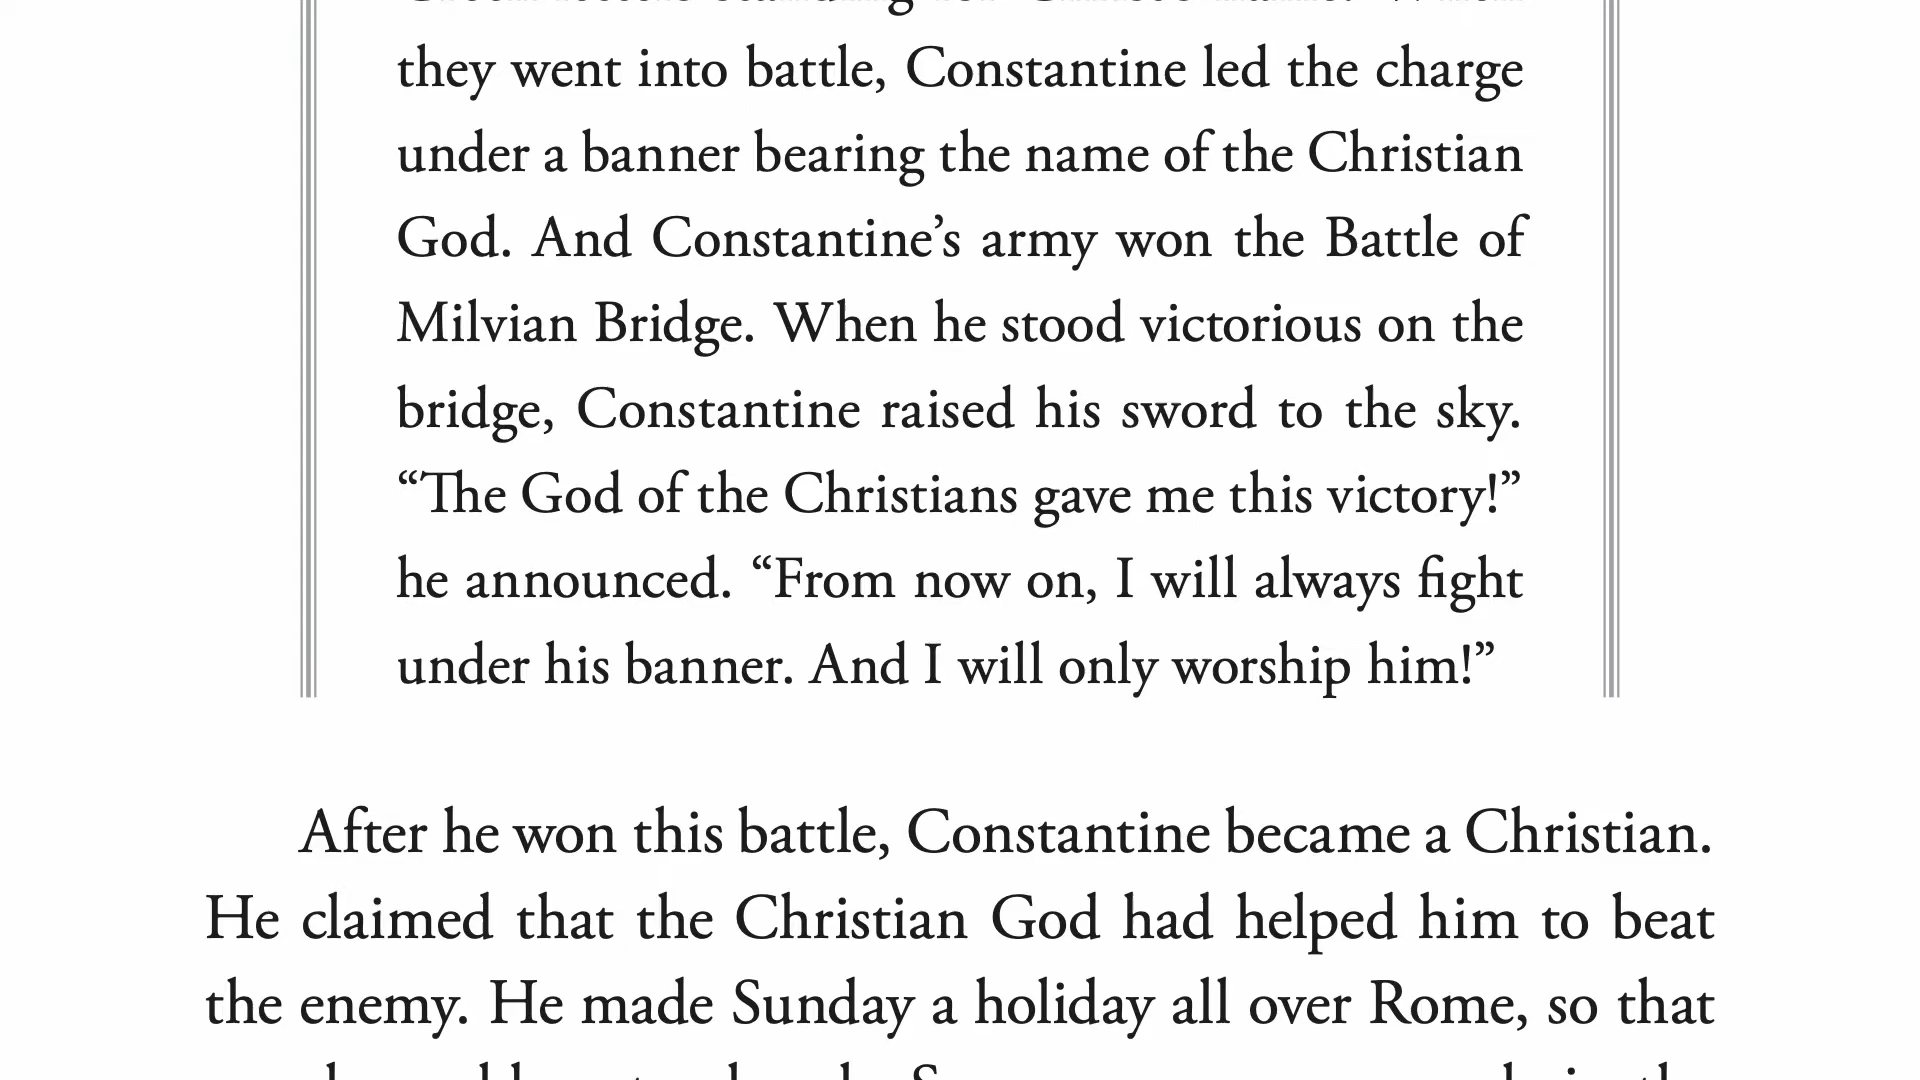 they went into battle, Constantine led the charge
under a banner bearing the name of the Christian
God. And Constantine’s army won the Battle of
Milvian Bridge. When he stood victorious on the
bridge, Constantine raised his sword to the sky.
“The God of the Christians gave me this victory!”
he announced. “From now on, I will always fight
under his banner. And I will only worship him!”
After he won this battle, Constantine became a Christian.
He claimed that the Christian God had helped him to beat
the enemy. He made Sunday a holiday all over Rome, so that